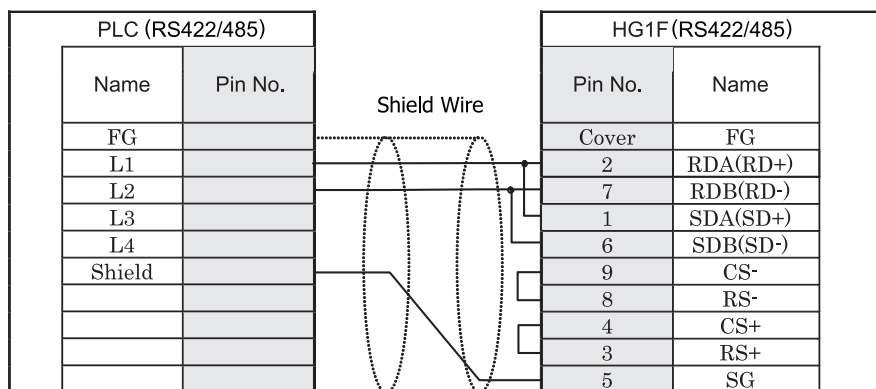 PLC (RS422/485)
HG1F(RS422/485)
Name Pin No.
Pin No. Name
Shield Wire
FG
Cover FG
L1
2 RDA(RD+)
L2
7 RDB(RD-)
L3
1 SDA(SD+)
L4
6 SDB(SD-)
Shield
9 CS-
8 RS-
4 CS+
3 RS+
5 SG